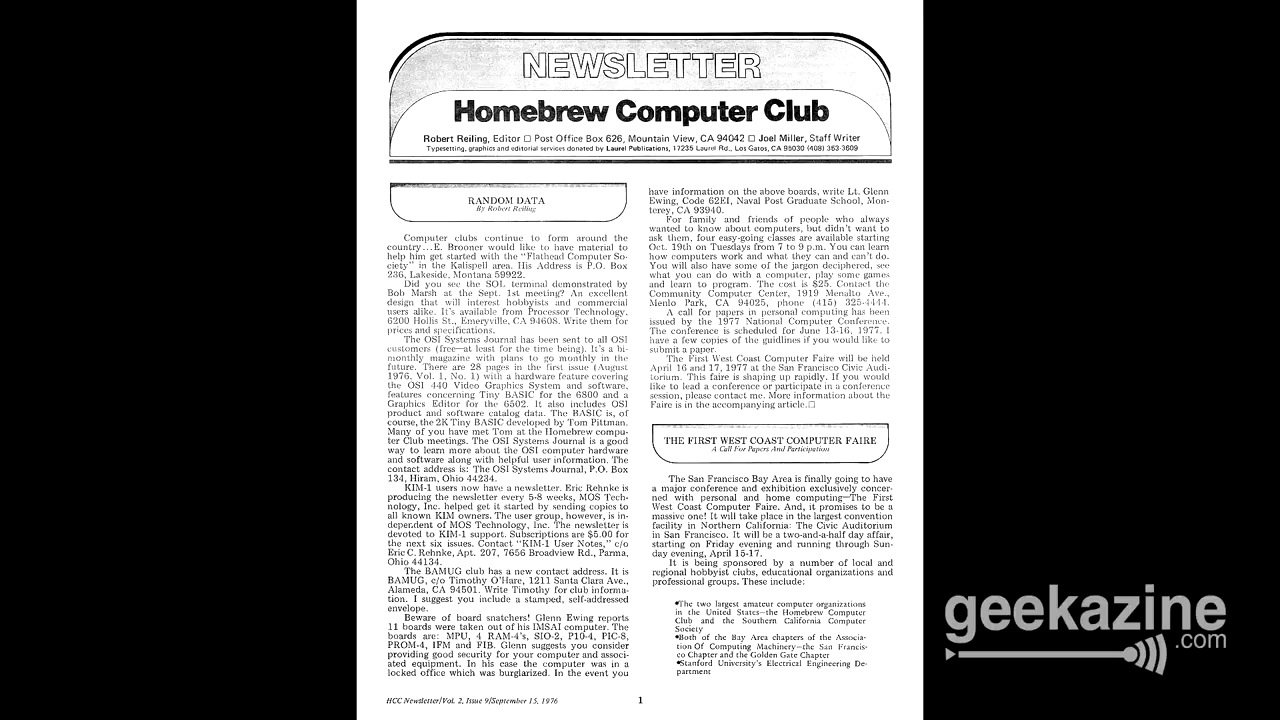 NEWSLETTER
Homebrew Computer Club
Robert Reiling, Editor □ Post Office Box 626, Mountain View, CA 94042 □ Joel Miller, Staff Writer
Typesetting, graphics and editorial services donated by Laurel Publications, 17235 Laurel Rd., Los Gatos, CA 95030 (408) 353-3609
RANDOM DATA
By Robert Reiling
Computer clubs continue to form around the
country...E. Brooner would like to have material to
help him get started with the "Flathead Computer So-
ciety" in the Kalispell area. His Address is P.O. Box
236, Lakeside, Montana 59922.
Did you see the SOL terminal demonstrated by
Bob Marsh at the Sept. 1st meeting? An excellent
design that will interest hobbyists and commercial
users alike. It's available from Processor Technology,
6200 Hollis St., Emeryville, CA 94608. Write them for
prices and specifications.
The OSI Systems Journal has been sent to all OSI
customers (free—at least for the time being). It's a bi-
monthly magazine with plans to go monthly in the
future. There are 28 pages in the first issue (August
1976, Vol. 1, No. 1) with a hardware feature covering
the OSI 440 Video Graphics System and software,
features concerning Tiny BASIC for the 6800 and a
Graphics Editor for the 6502. It also includes OSI
product and software catalog data. The BASIC is, of
course, the 2K Tiny BASIC developed by Tom Pittman.
Many of you have met Tom at the Homebrew compu-
ter Club meetings. The OSI Systems Journal is a good
way to learn more about the OSI computer hardware
and software along with helpful user information. The
contact address is: The OSI Systems Journal, P.O. Box
134, Hiram, Ohio 44234.
KIM-1 users now have a newsletter. Eric Rehnke is
producing the newsletter every 5-8 weeks, MOS Tech-
nology, Inc. helped get it started by sending copies to
all known KIM owners. The user group, however, is in-
dependent of MOS Technology, Inc. The newsletter is
devoted to KIM-1 support. Subscriptions are $5.00 for
the next six issues. Contact "KIM-1 User Notes," c/o
Eric C. Rehnke, Apt. 207, 7656 Broadview Rd., Parma,
Ohio 44134.
The BAMUG club has a new contact address. It is
BAMUG, c/o Timothy O'Hare, 1211 Santa Clara Ave.,
Alameda, CA 94501. Write Timothy for club informa-
tion. I suggest you include a stamped, self-addressed
envelope.
Beware of board snatchers! Glenn Ewing reports
11 boards were taken out of his IMSAI computer. The
boards are: MPU, 4 RAM-4's, SIO-2, P10-4, PIC-8,
PROM-4, IFM and FIB. Glenn suggests you consider
providing good security for your computer and associ-
ated equipment. In his case the computer was in a
locked office which was burglarized. In the event you
have information on the above boards, write Lt. Glenn
Ewing, Code 62EI, Naval Post Graduate School, Mon-
terey, CA 93940.
For family and friends of people who always
wanted to know about computers, but didn't want to
ask them, four easy-going classes are available starting
Oct. 19th on Tuesdays from 7 to 9 p.m. You can learn
how computers work and what they can and can't do.
You will also have some of the jargon deciphered, see
what you can do with a computer, play some games
and learn to program. The cost is $25. Contact the
Community Computer Center, 1919 Menalto Ave.,
Menlo Park, CA 94025, phone (415) 325-4444.
A call for papers in personal computing has been
issued by the 1977 National Computer Conference.
The conference is scheduled for June 13-16, 1977. I
have a few copies of the guidlines if you would like to
submit a paper.
The First West Coast Computer Faire will be held
April 16 and 17, 1977 at the San Francisco Civic Audi-
torium. This faire is shaping up rapidly. If you would
like to lead a conference or participate in a conference
session, please contact me. More information about the
Faire is in the accompanying article.□
THE FIRST WEST COAST COMPUTER FAIRE
A Call For Papers And Participation
The San Francisco Bay Area is finally going to have
a major conference and exhibition exclusively concer-
ned with personal and home computing—The First
West Coast Computer Faire. And, it promises to be a
massive one! It will take place in the largest convention
facility in Northern California: The Civic Auditorium
in San Francisco. It will be a two-and-a-half day affair,
starting on Friday evening and running through Sun-
day evening, April 15-17.
It is being sponsored by a number of local and
regional hobbyist clubs, educational organizations and
professional groups. These include:
•The two largest amateur computer organizations
in the United States—the Homebrew Computer
Club and the Southern California Computer
Society
•Both of the Bay Area chapters of the Associa-
tion Of Computing Machinery—the San Francis-
co Chapter and the Golden Gate Chapter
•Stanford University's Electrical Engineering De-
partment
HCC Newsletter/Vol. 2, Issue 9/September 15, 1976
1
geekazine
.com